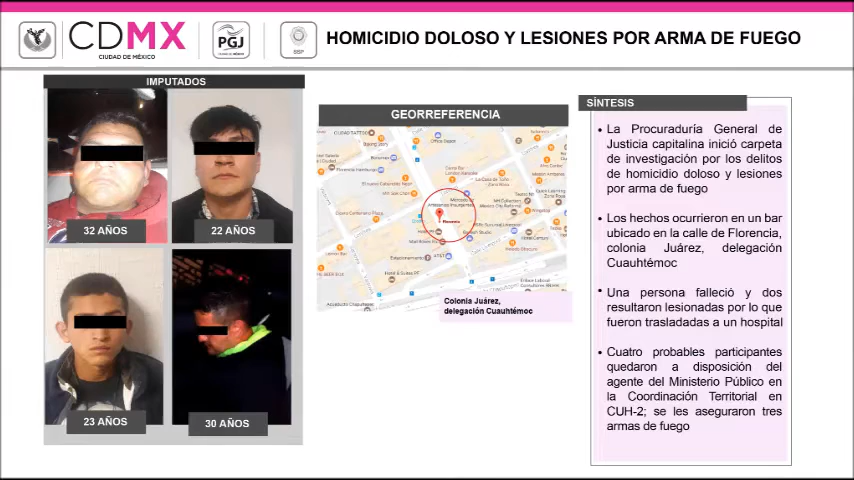 CDMX
CIUDAD DE MÉXICO
PGJ
SSP
HOMICIDIO DOLOSO Y LESIONES POR ARMA DE FUEGO
IMPUTADOS
32 AÑOS
22 AÑOS
23 AÑOS
30 AÑOS
GEORREFERENCIA
Florencia
Colonia Juárez,
delegación Cuauhtémoc
SÍNTESIS
• La Procuraduría General de
Justicia capitalina inició carpeta
de investigación por los delitos
de homicidio doloso y lesiones
por arma de fuego
• Los hechos ocurrieron en un bar
ubicado en la calle de Florencia,
colonia Juárez, delegación
Cuauhtémoc
• Una persona falleció y dos
resultaron lesionadas por lo que
fueron trasladadas a un hospital
• Cuatro probables participantes
quedaron a disposición del
agente del Ministerio Público en
la Coordinación Territorial en
CUH-2; se les aseguraron tres
armas de fuego